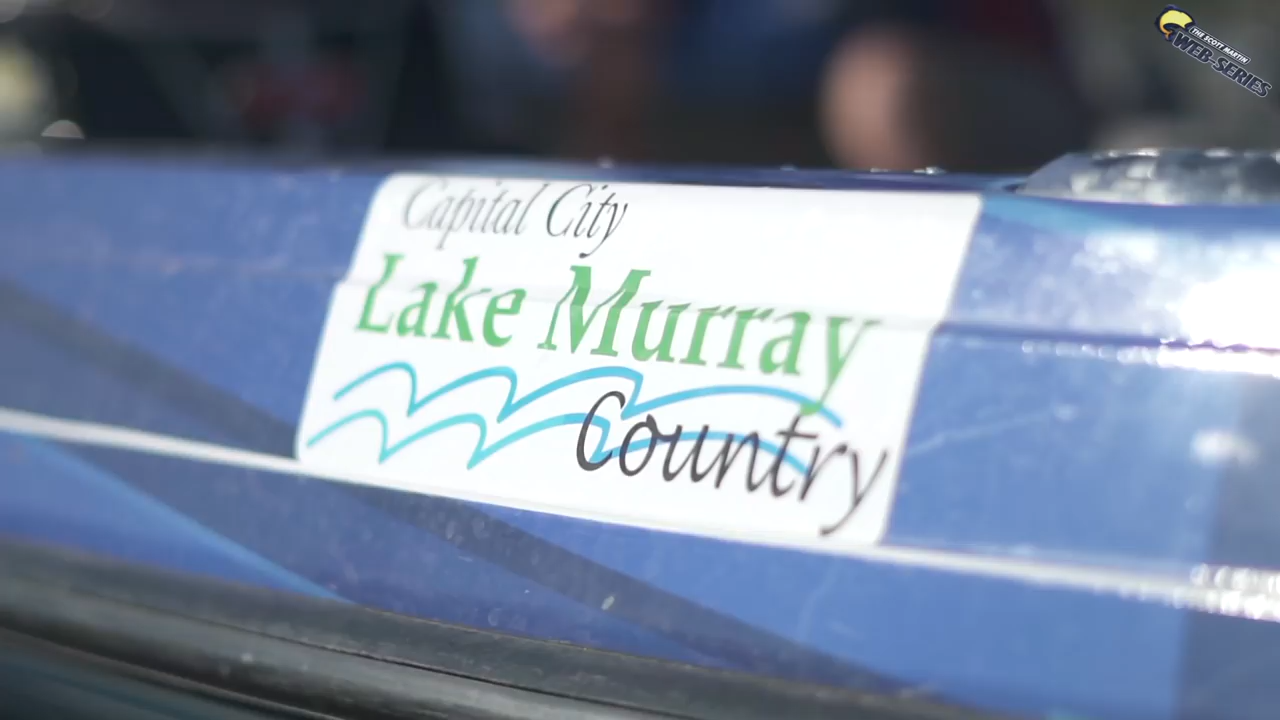 THE SCOTT MARTIN
WEB-SERIES
Capital City
Lake Murray
Country